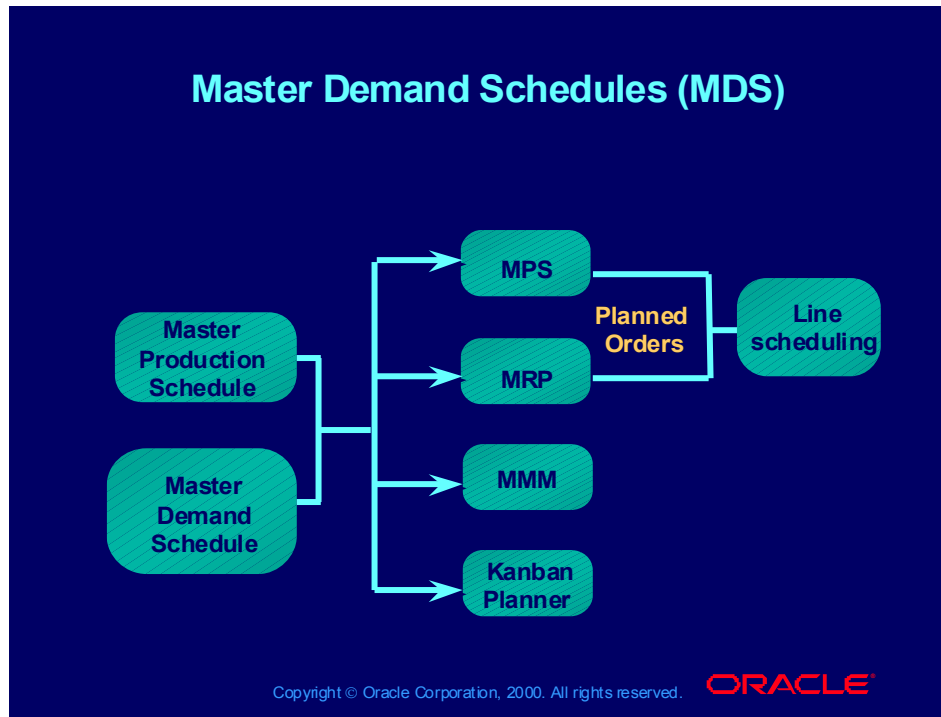 Master Demand Schedules (MDS)
Master
Production
Schedule
Master
Demand
Schedule
MPS
MRP
MMM
Kanban
Planner
Planned
Orders
Line
scheduling
Copyright © Oracle Corporation, 2000. All rights reserved.
ORACLE®